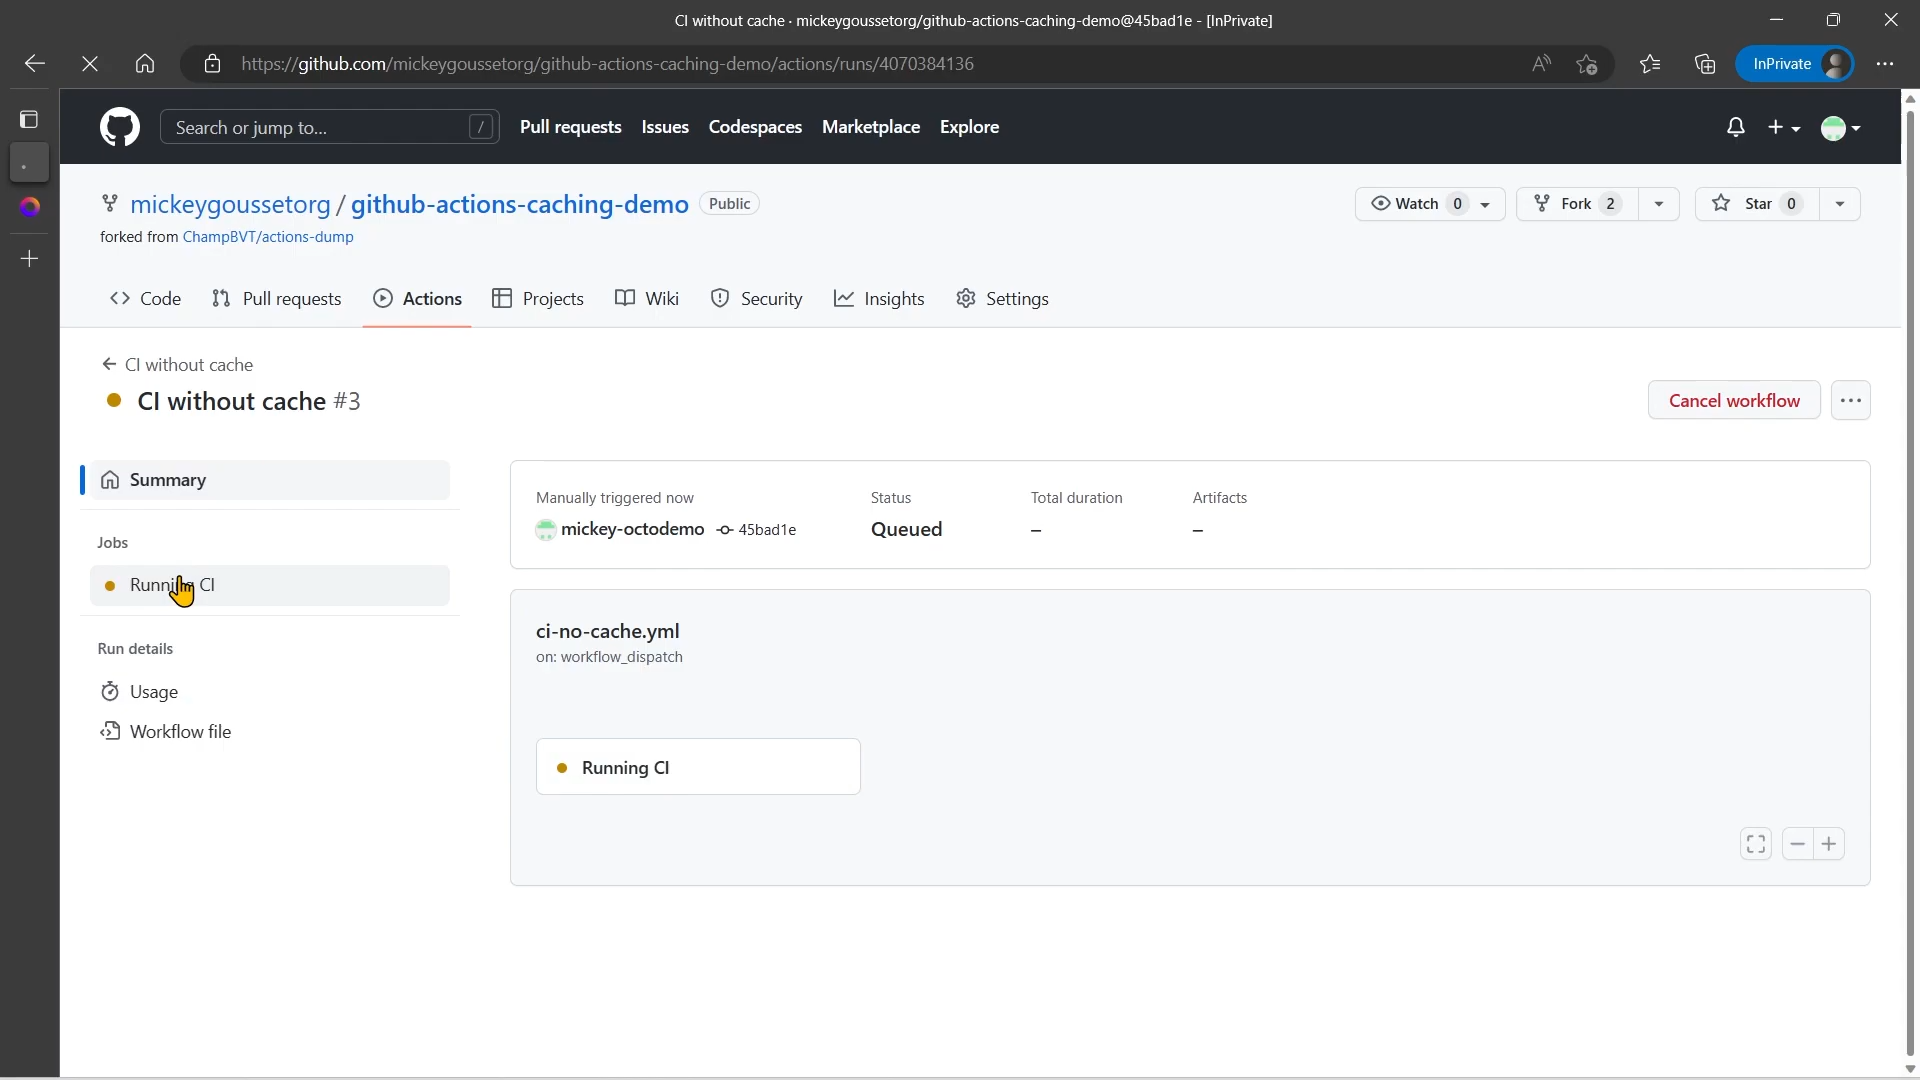 CI without cache · mickeygoussetorg/github-actions-caching-demo@45bad1e - [InPrivate]
https://github.com/mickeygoussetorg/github-actions-caching-demo/actions/runs/4070384136
InPrivate
Search or jump to... /
Pull requests Issues Codespaces Marketplace Explore
mickeygoussetorg / github-actions-caching-demo Public
Watch 0 Fork 2 Star 0
forked from ChampBVT/actions-dump
Code Pull requests Actions Projects Wiki Security Insights Settings
CI without cache
CI without cache #3
Cancel workflow
Summary
Jobs
Running CI
Run details
Usage
Workflow file
Manually triggered now Status Total duration Artifacts
mickey-octodemo 45bad1e Queued – –
ci-no-cache.yml
on: workflow_dispatch
Running CI